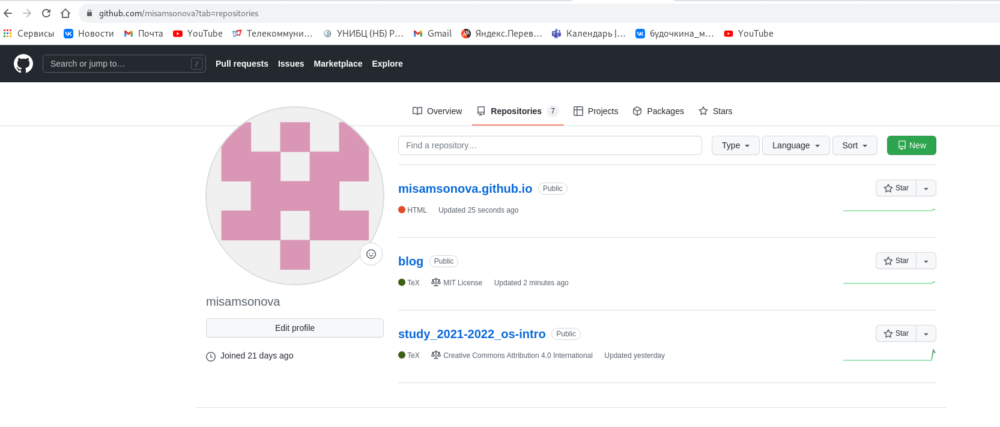 github.com/misamsonova?tab=repositories
Сервисы Новости Почта YouTube Телекоммуни... УНИБЦ (НБ) Р... Gmail Яндекс.Перев... Календарь |... будочкина_м... YouTube
Search or jump to… / Pull requests Issues Marketplace Explore
Overview Repositories 7 Projects Packages Stars
Find a repository… Type Language Sort New
misamsonova.github.io Public Star
HTML Updated 25 seconds ago
blog Public Star
TeX MIT License Updated 2 minutes ago
misamsonova
Edit profile
Joined 21 days ago
study_2021-2022_os-intro Public Star
TeX Creative Commons Attribution 4.0 International Updated yesterday